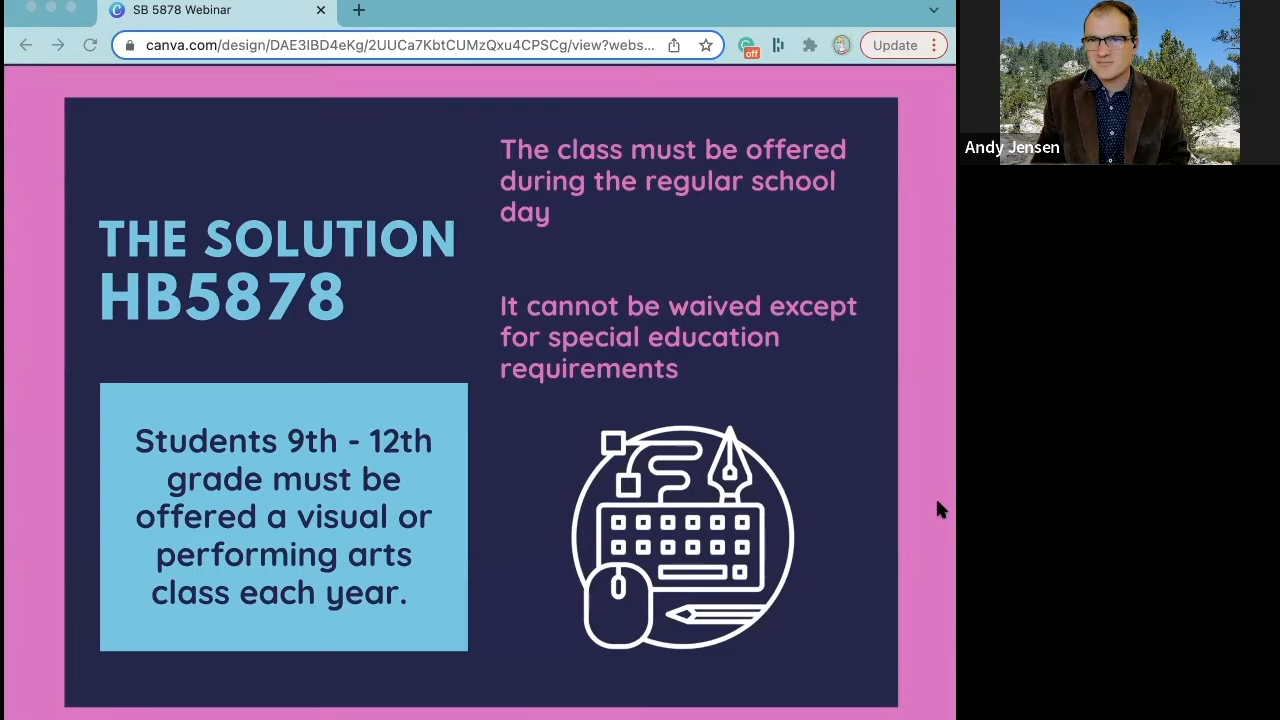 SB 5878 Webinar
canva.com/design/DAE3IBD4eKg/2UUCa7KbtCUMzQxu4CPSCg/view?webs...
off
Update
Andy Jensen
THE SOLUTION
HB5878
Students 9th - 12th
grade must be
offered a visual or
performing arts
class each year.
The class must be offered
during the regular school
day
It cannot be waived except
for special education
requirements